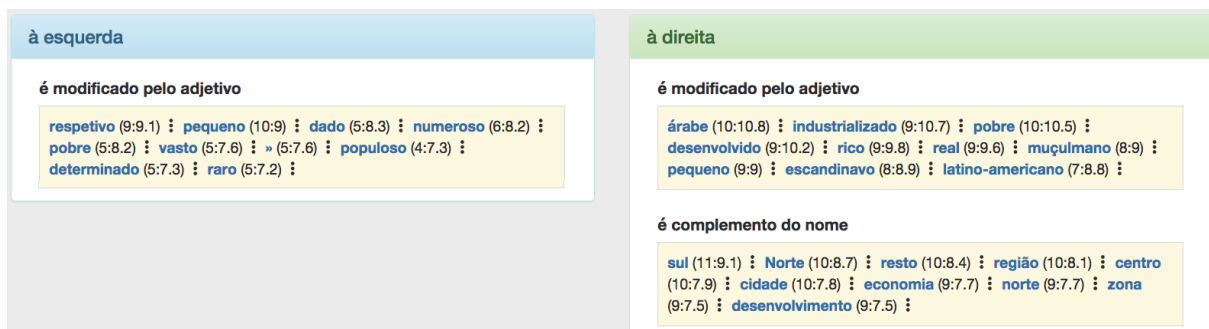 à esquerda
é modificado pelo adjetivo
respetivo (9:9.1) ⋮ pequeno (10:9) ⋮ dado (5:8.3) ⋮ numeroso (6:8.2) ⋮
pobre (5:8.2) ⋮ vasto (5:7.6) ⋮ » (5:7.6) ⋮ populoso (4:7.3) ⋮
determinado (5:7.3) ⋮ raro (5:7.2) ⋮
à direita
é modificado pelo adjetivo
árabe (10:10.8) ⋮ industrializado (9:10.7) ⋮ pobre (10:10.5) ⋮
desenvolvido (9:10.2) ⋮ rico (9:9.8) ⋮ real (9:9.6) ⋮ muçulmano (8:9) ⋮
pequeno (9:9) ⋮ escandinavo (8:8.9) ⋮ latino-americano (7:8.8) ⋮
é complemento do nome
sul (11:9.1) ⋮ Norte (10:8.7) ⋮ resto (10:8.4) ⋮ região (10:8.1) ⋮ centro
(10:7.9) ⋮ cidade (10:7.8) ⋮ economia (9:7.7) ⋮ norte (9:7.7) ⋮ zona
(9:7.5) ⋮ desenvolvimento (9:7.5) ⋮